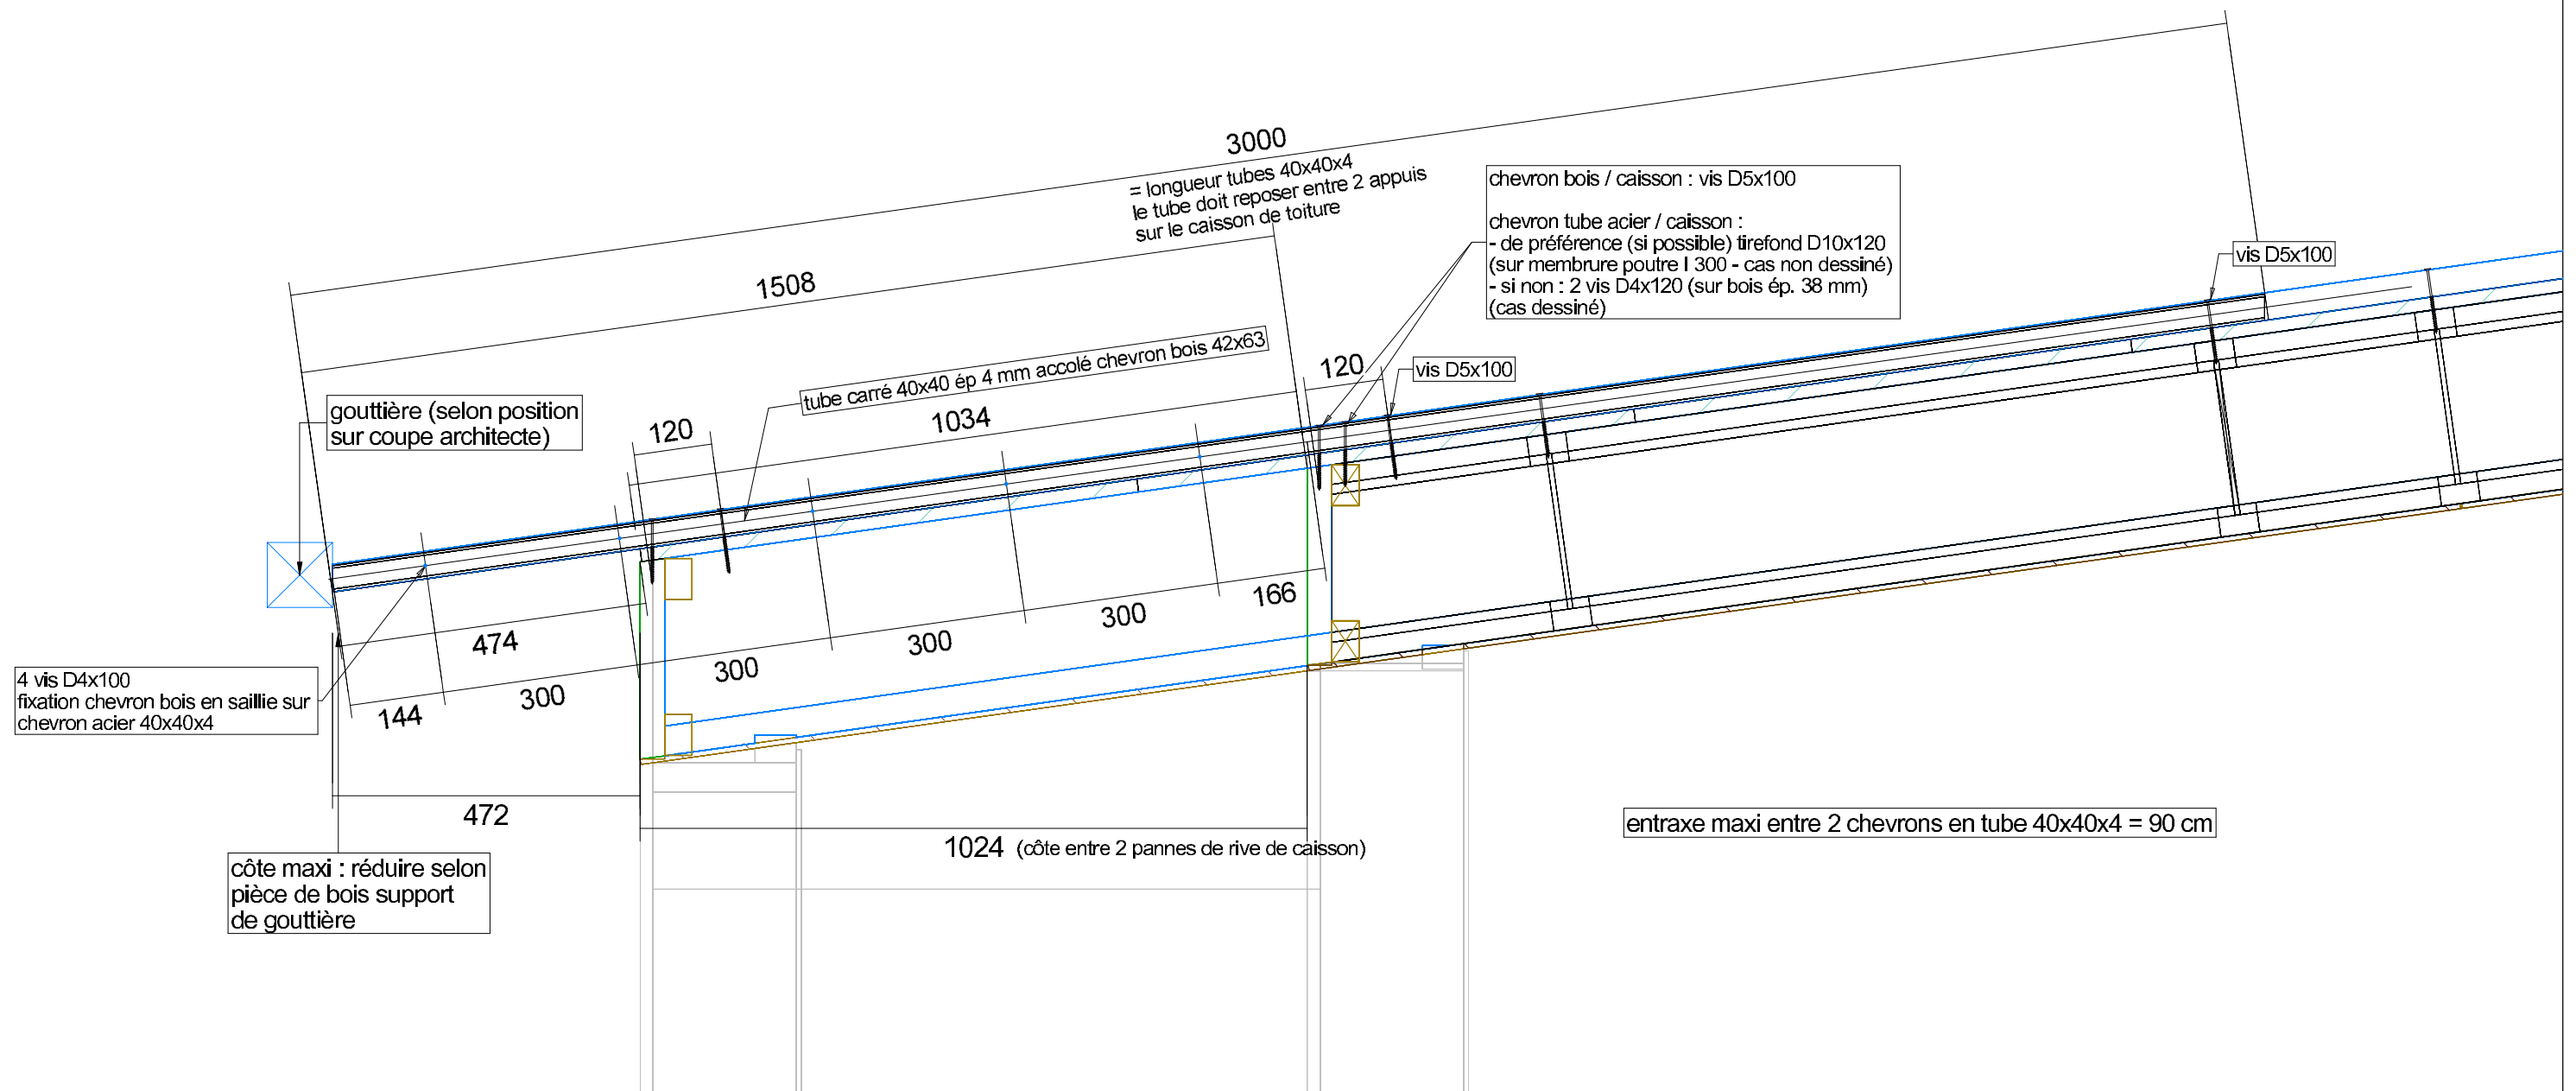 3000
= longueur tubes 40x40x4
le tube doit reposer entre 2 appuis
sur le caisson de toiture
chevron bois / caisson : vis D5x100
chevron tube acier / caisson :
- de préférence (si possible) tirefond D10x120
(sur membrure poutre I 300 - cas non dessiné)
- si non : 2 vis D4x120 (sur bois ép. 38 mm)
(cas dessiné)
vis D5x100
1508
120
vis D5x100
tube carré 40x40 ép 4 mm accolé chevron bois 42x63
gouttière (selon position
sur coupe architecte)
120
1034
474
300
300
300
166
4 vis D4x100
fixation chevron bois en saillie sur
chevron acier 40x40x4
144
300
472
1024 (côte entre 2 pannes de rive de caisson)
entraxe maxi entre 2 chevrons en tube 40x40x4 = 90 cm
côte maxi : réduire selon
pièce de bois support
de gouttière